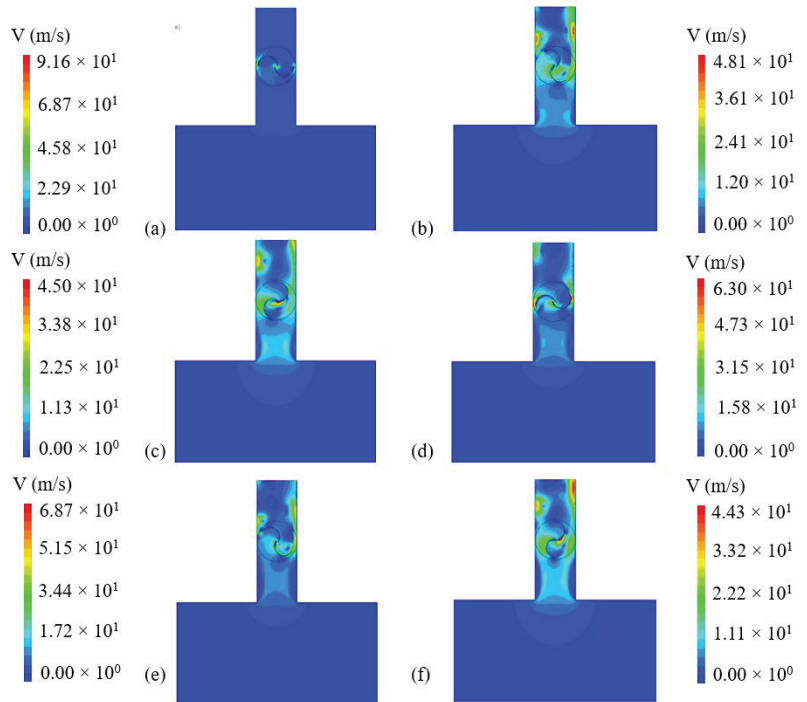 V (m/s)
9.16 × 10¹
6.87 × 10¹
4.58 × 10¹
2.29 × 10¹
0.00 × 10⁰
(a)
V (m/s)
4.81 × 10¹
3.61 × 10¹
2.41 × 10¹
1.20 × 10¹
0.00 × 10⁰
(b)
V (m/s)
4.50 × 10¹
3.38 × 10¹
2.25 × 10¹
1.13 × 10¹
0.00 × 10⁰
(c)
V (m/s)
6.30 × 10¹
4.73 × 10¹
3.15 × 10¹
1.58 × 10¹
0.00 × 10⁰
(d)
V (m/s)
6.87 × 10¹
5.15 × 10¹
3.44 × 10¹
1.72 × 10¹
0.00 × 10⁰
(e)
V (m/s)
4.43 × 10¹
3.32 × 10¹
2.22 × 10¹
1.11 × 10¹
0.00 × 10⁰
(f)